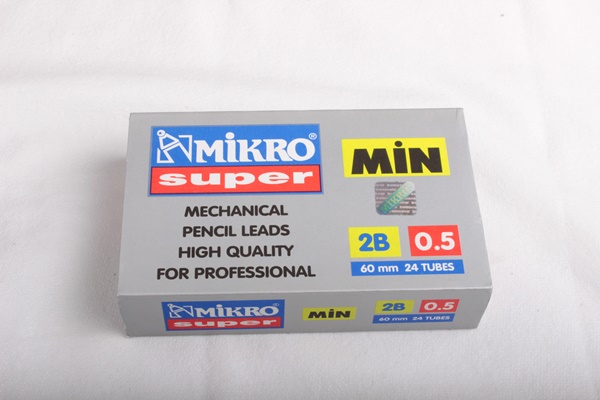 MiKRO®
super
MECHANICAL
PENCIL LEADS
HIGH QUALITY
FOR PROFESSIONAL
MiN
MIKRO
2B 0.5
60 mm 24 TUBES
MiKRO®
super
MiN
2B 0.5
60 mm 24 TUBES